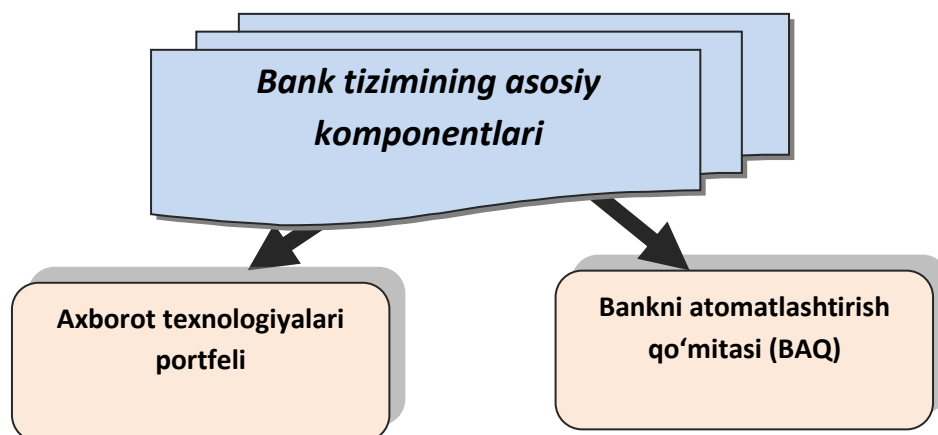 Bank tizimining asosiy
komponentlari
Axborot texnologiyalari
portfeli
Bankni atomatlashtirish
qo‘mitasi (BAQ)